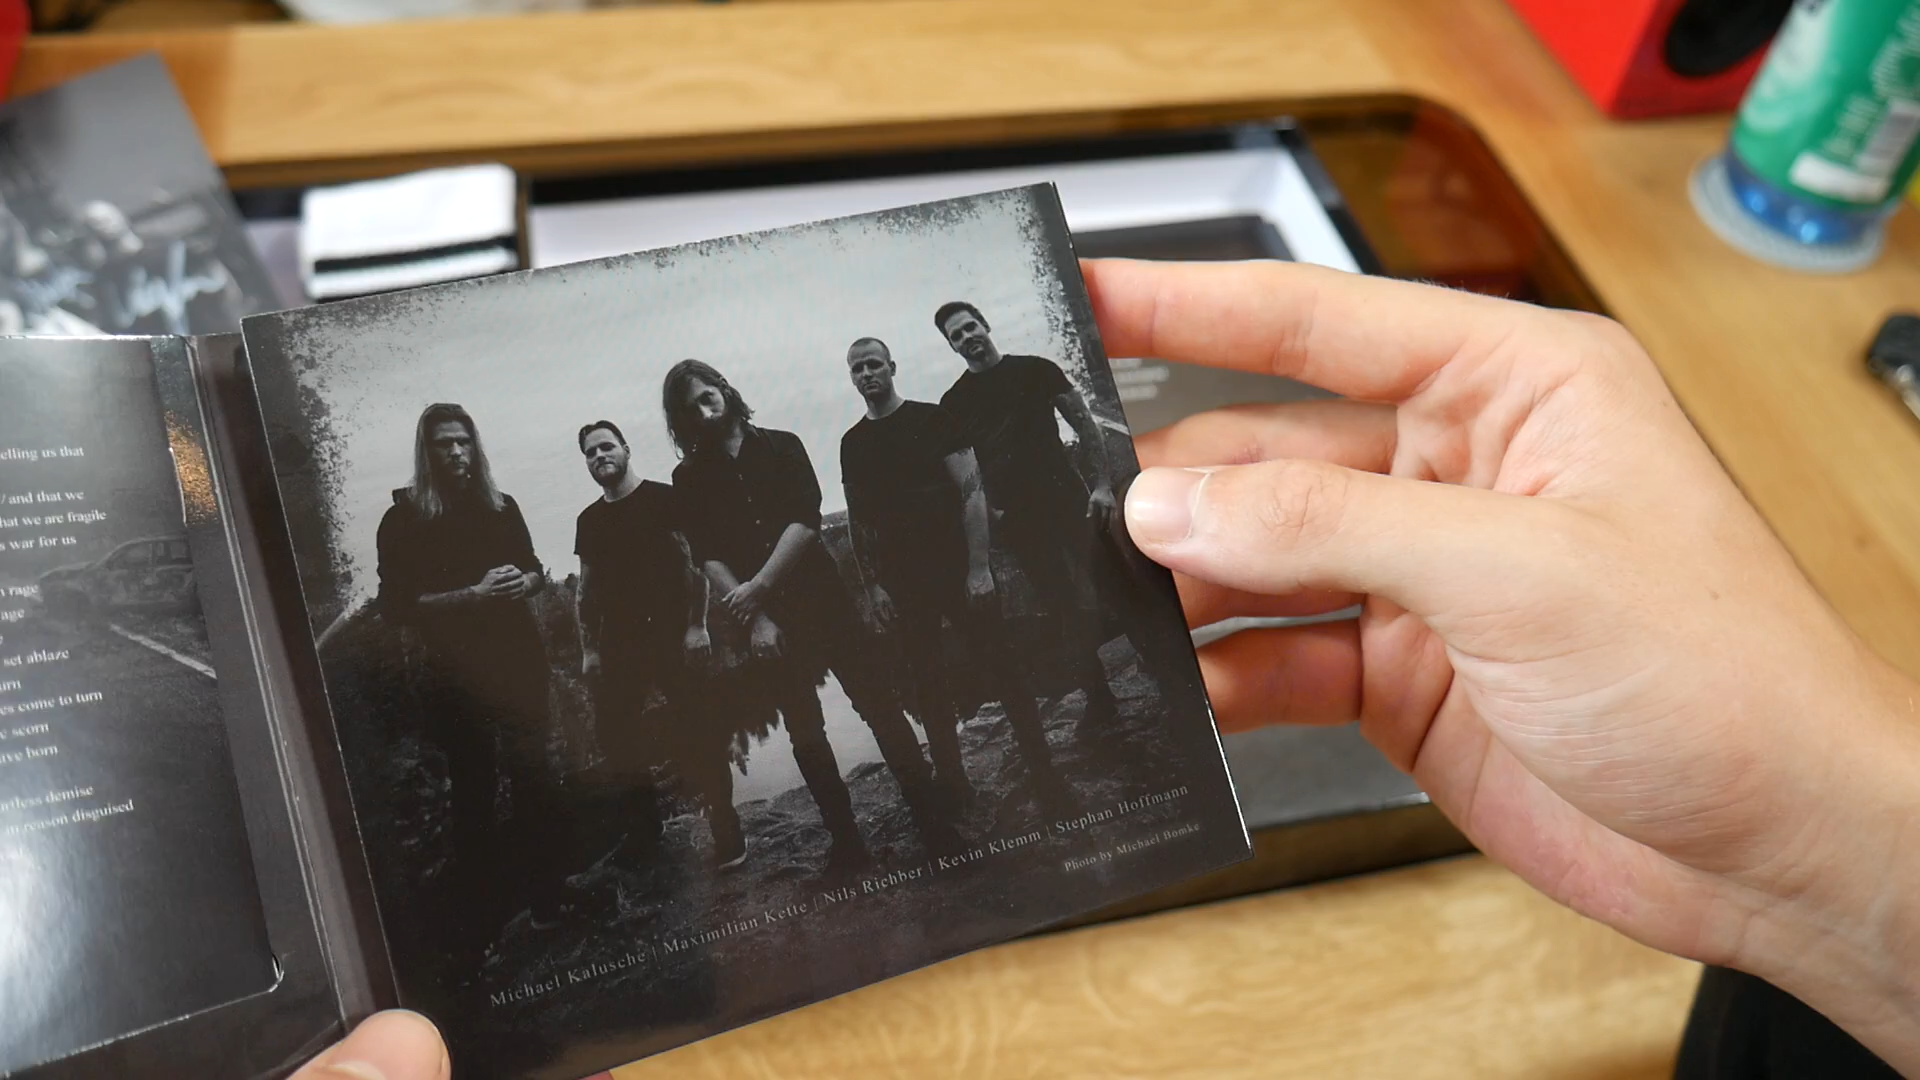 elling us that
/ and that we
hat we are fragile
s war for us
rage
age
set ablaze
urn
es come to turn
c scorn
ave born
urtless demise
in reason disguised
Michael Kalusche | Maximilian Kette | Nils Richber | Kevin Klemm | Stephan Hoffmann
Photo by Michael Bomke